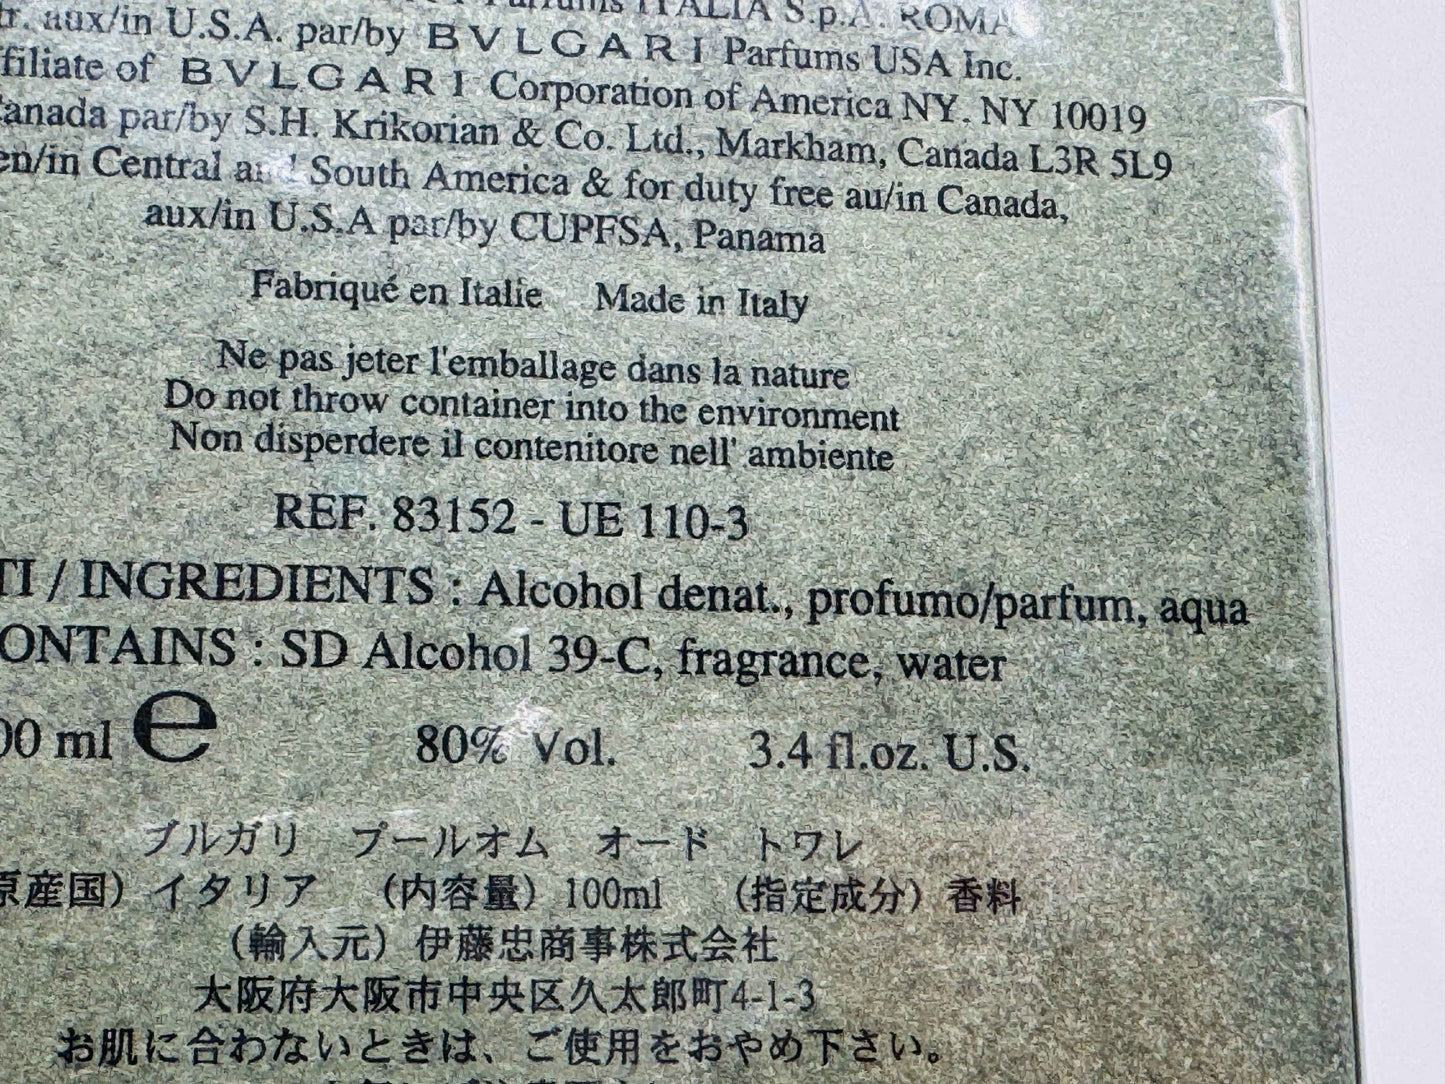 Parfums ITALIA S.p.A. ROMA
tr. aux/in U.S.A. par/by BVLGARI Parfums USA Inc.
ffiliate of BVLGARI Corporation of America NY. NY 10019
anada par/by S.H. Krikorian & Co. Ltd., Markham, Canada L3R 5L9
en/in Central and South America & for duty free au/in Canada,
aux/in U.S.A par/by CUPFSA, Panama
Fabriqué en Italie Made in Italy
Ne pas jeter l'emballage dans la nature
Do not throw container into the environment
Non disperdere il contenitore nell' ambiente
REF. 83152 - UE 110-3
TI / INGREDIENTS : Alcohol denat., profumo/parfum, aqua
ONTAINS : SD Alcohol 39-C, fragrance, water
00 ml e 80% Vol. 3.4 fl.oz. U.S.
ブルガリ プールオム オード トワレ
原産国）イタリア （内容量）100ml （指定成分）香料
（輸入元）伊藤忠商事株式会社
大阪府大阪市中央区久太郎町4-1-3
お肌に合わないときは、ご使用をおやめ下さい。